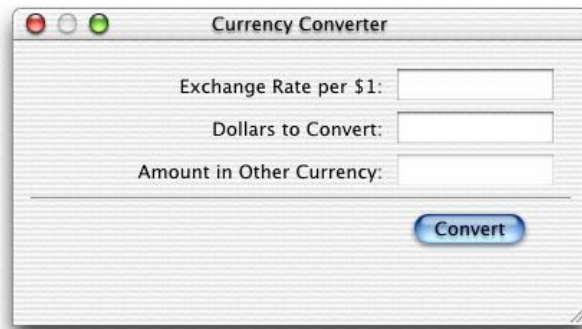 Currency Converter
Exchange Rate per $1:
Dollars to Convert:
Amount in Other Currency:
Convert